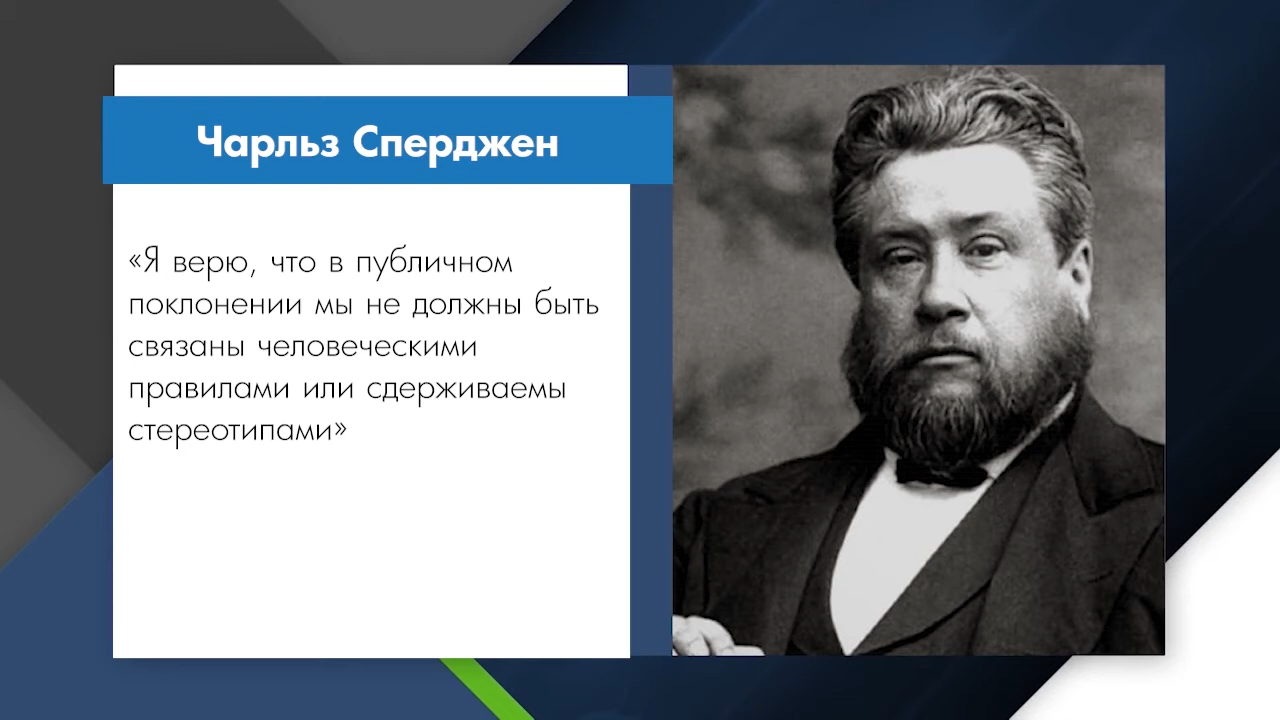 Чарльз Сперджен
«Я верю, что в публичном
поклонении мы не должны быть
связаны человеческими
правилами или сдерживаемы
стереотипами»